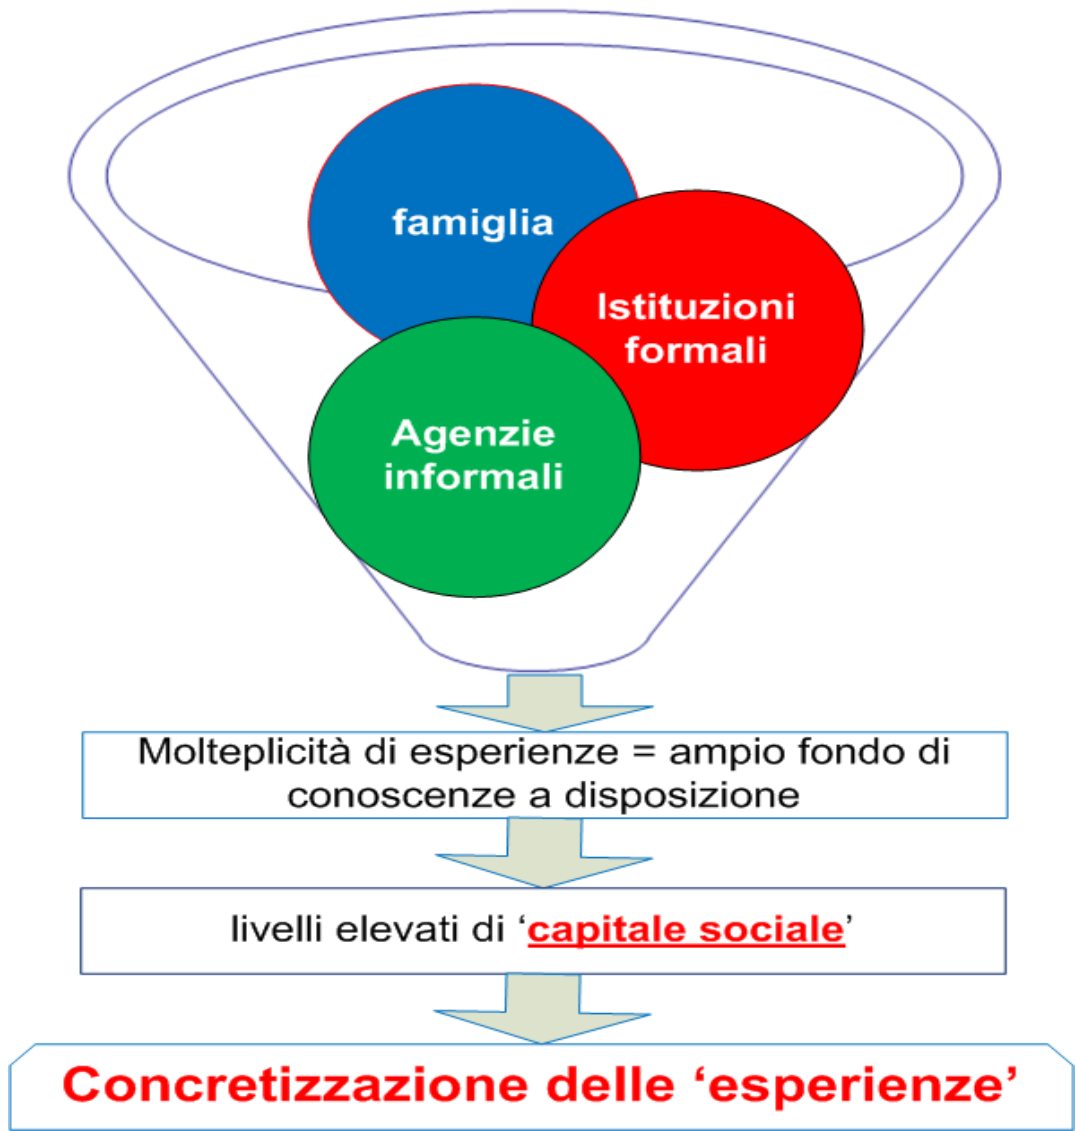 famiglia
Istituzioni
formali
Agenzie
informali
Molteplicità di esperienze = ampio fondo di
conoscenze a disposizione
livelli elevati di ‘capitale sociale’
Concretizzazione delle ‘esperienze’